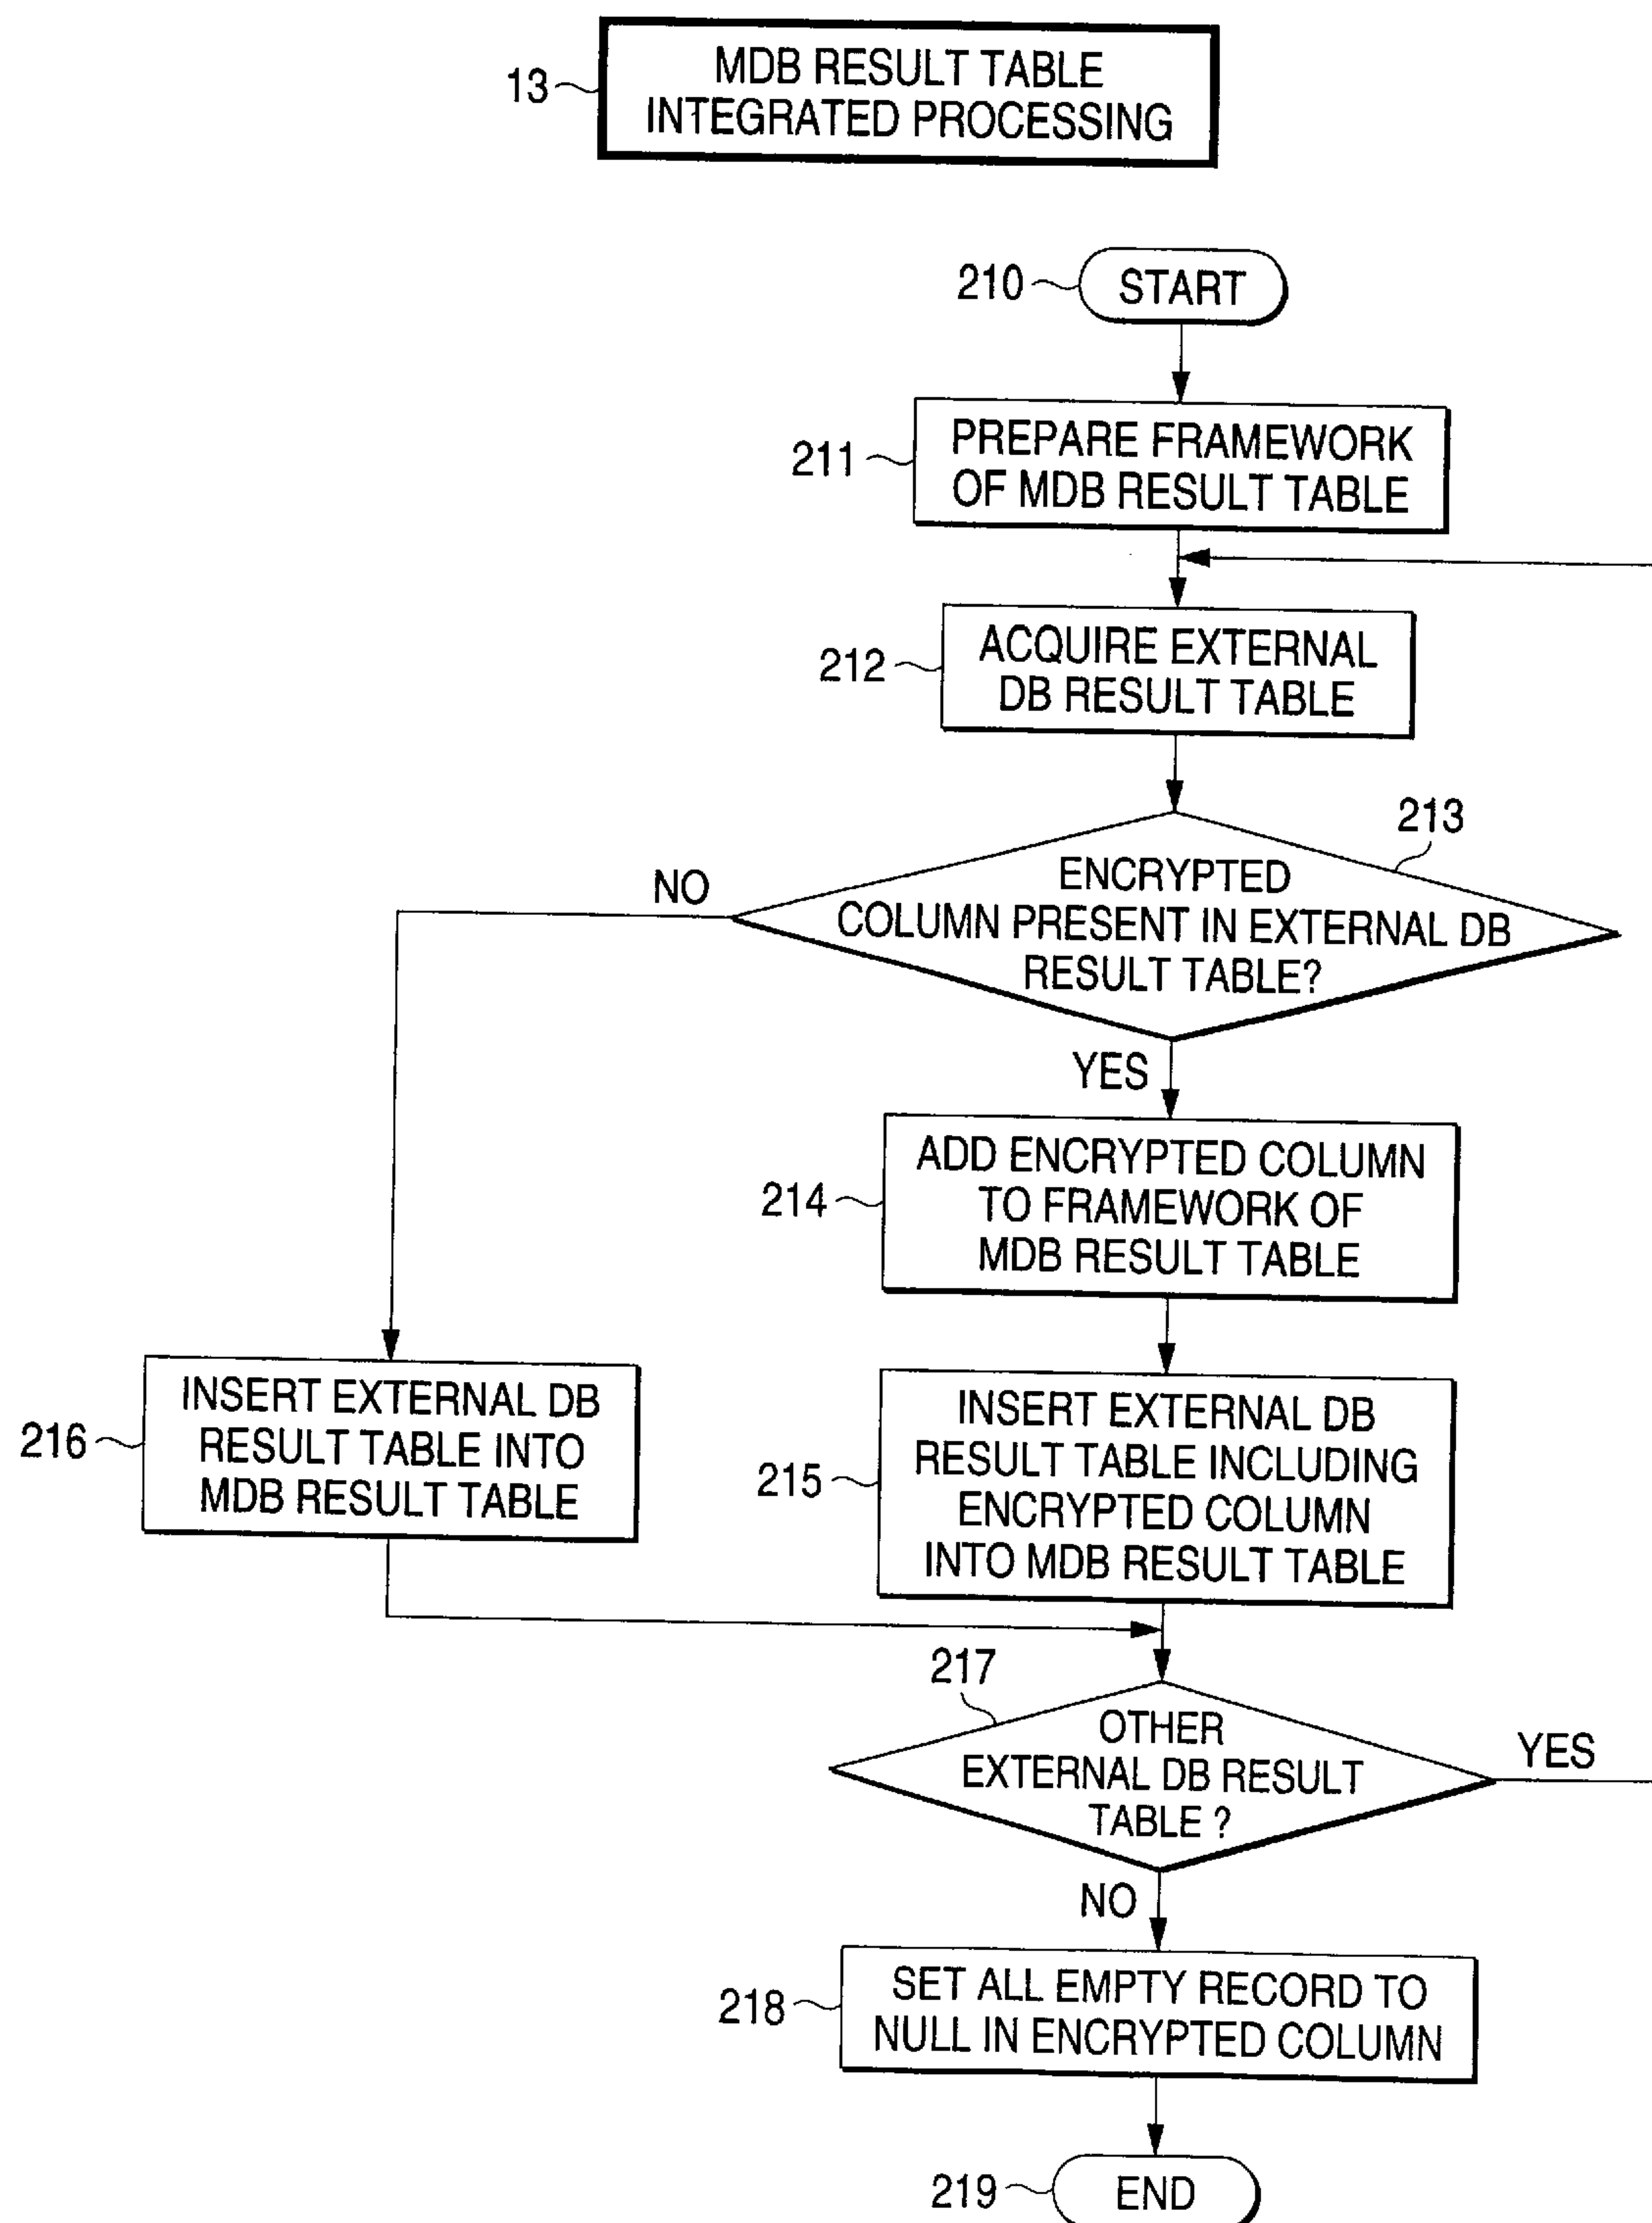 13
MDB RESULT TABLE
INTEGRATED PROCESSING
210
START
211
PREPARE FRAMEWORK
OF MDB RESULT TABLE
212
ACQUIRE EXTERNAL
DB RESULT TABLE
213
ENCRYPTED
COLUMN PRESENT IN EXTERNAL DB
RESULT TABLE?
NO
YES
214
ADD ENCRYPTED COLUMN
TO FRAMEWORK OF
MDB RESULT TABLE
216
INSERT EXTERNAL DB
RESULT TABLE INTO
MDB RESULT TABLE
215
INSERT EXTERNAL DB
RESULT TABLE INCLUDING
ENCRYPTED COLUMN
INTO MDB RESULT TABLE
217
OTHER
EXTERNAL DB RESULT
TABLE ?
YES
NO
218
SET ALL EMPTY RECORD TO
NULL IN ENCRYPTED COLUMN
219
END